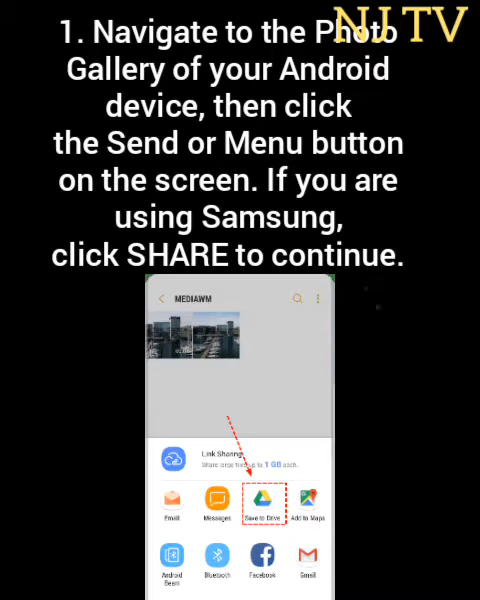 NJ TV
1. Navigate to the Photo
Gallery of your Android
device, then click
the Send or Menu button
on the screen. If you are
using Samsung,
click SHARE to continue.
MEDIAWM
Link Sharing
Share large files up to 1 GB each.
Email Messages Save to Drive Add to Maps
Android Bluetooth Facebook Gmail
Beam